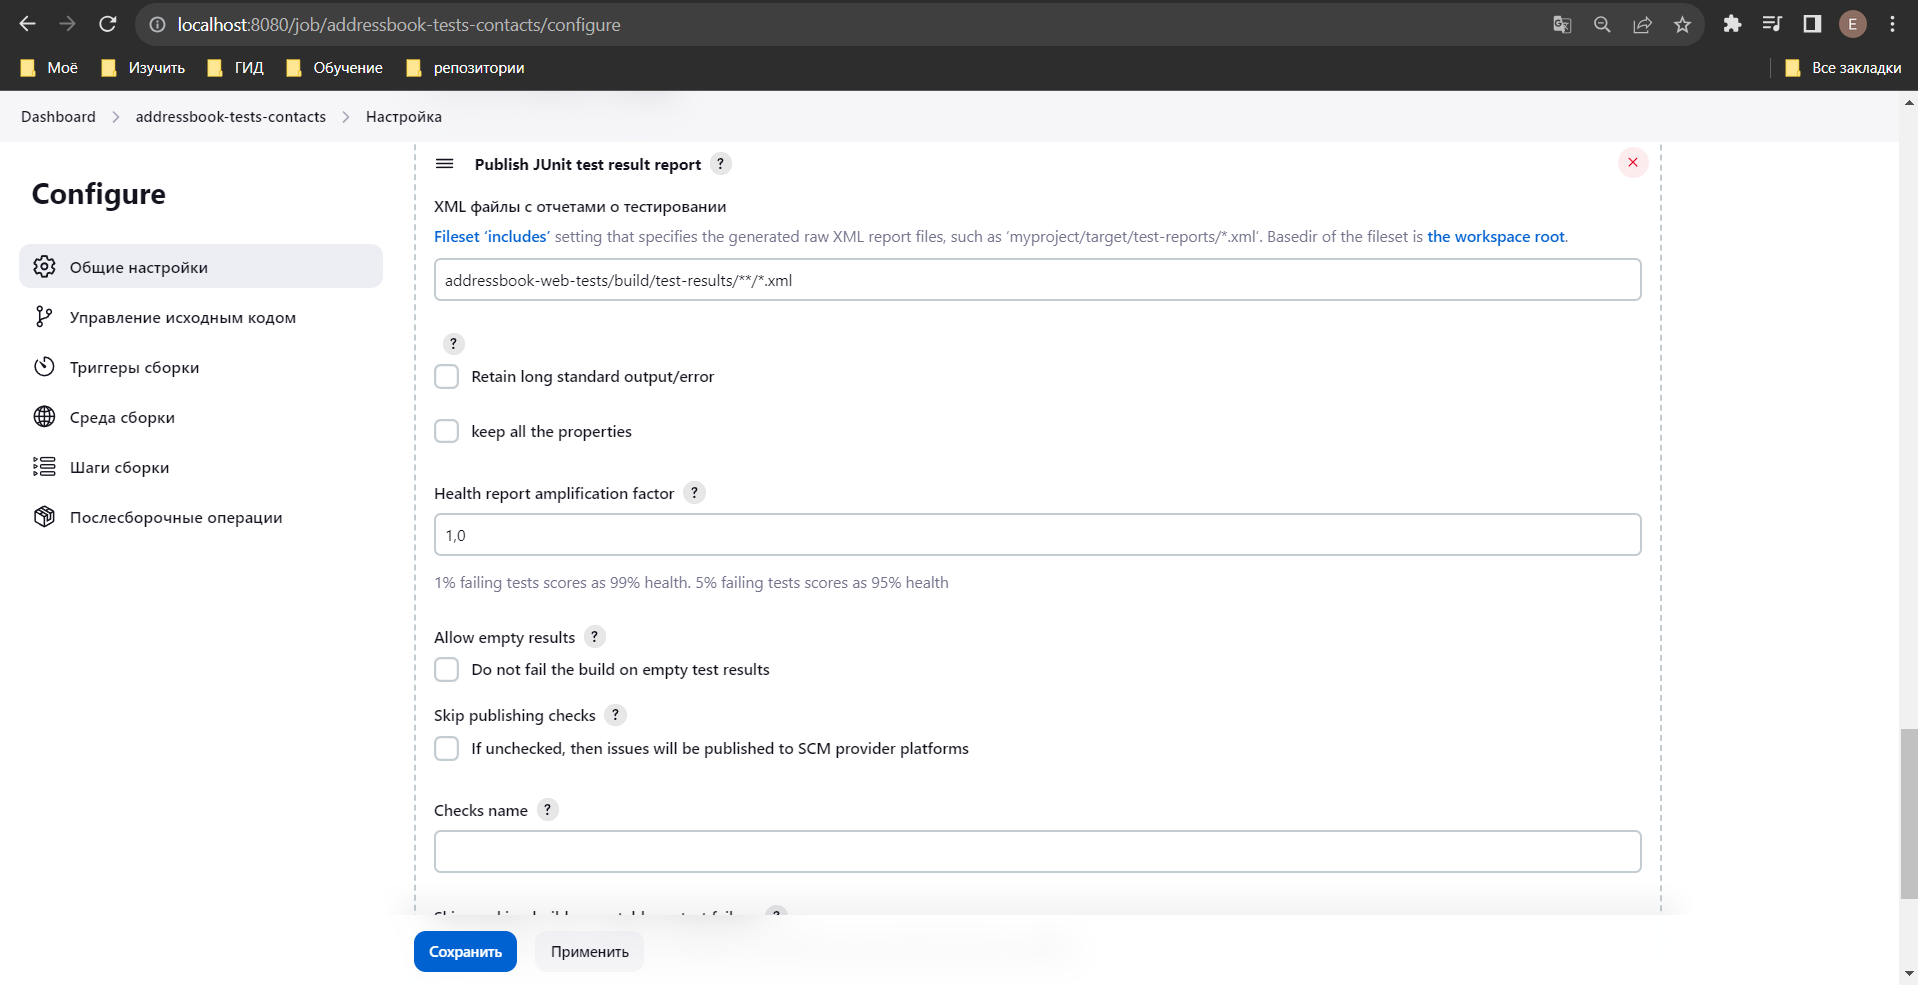 localhost:8080/job/addressbook-tests-contacts/configure
E
Моё
Изучить
ГИД
Обучение
репозитории
Все закладки
Dashboard
addressbook-tests-contacts
Настройка
Configure
Общие настройки
Управление исходным кодом
Триггеры сборки
Среда сборки
Шаги сборки
Послесборочные операции
Publish JUnit test result report ?
XML файлы с отчетами о тестировании
Fileset ‘includes’ setting that specifies the generated raw XML report files, such as ‘myproject/target/test-reports/*.xml’. Basedir of the fileset is the workspace root.
addressbook-web-tests/build/test-results/**/*.xml
?
Retain long standard output/error
keep all the properties
Health report amplification factor ?
1,0
1% failing tests scores as 99% health. 5% failing tests scores as 95% health
Allow empty results ?
Do not fail the build on empty test results
Skip publishing checks ?
If unchecked, then issues will be published to SCM provider platforms
Checks name ?
Сохранить
Применить